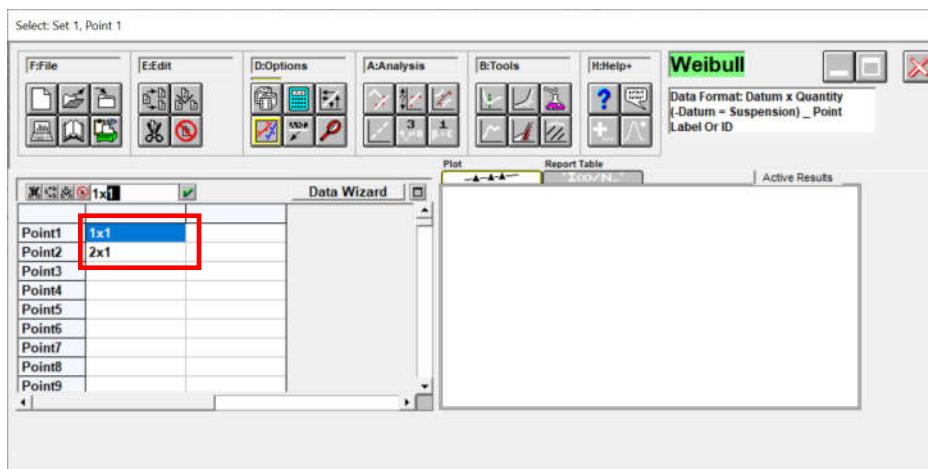 Select: Set 1, Point 1
F:File
E:Edit
D:Options
A:Analysis
B:Tools
H:Help+
Weibull
Data Format: Datum x Quantity
(-Datum = Suspension) _ Point
Label Or ID
Plot
Report Table
Active Results
1x1
Data Wizard
Point1 1x1
Point2 2x1
Point3
Point4
Point5
Point6
Point7
Point8
Point9